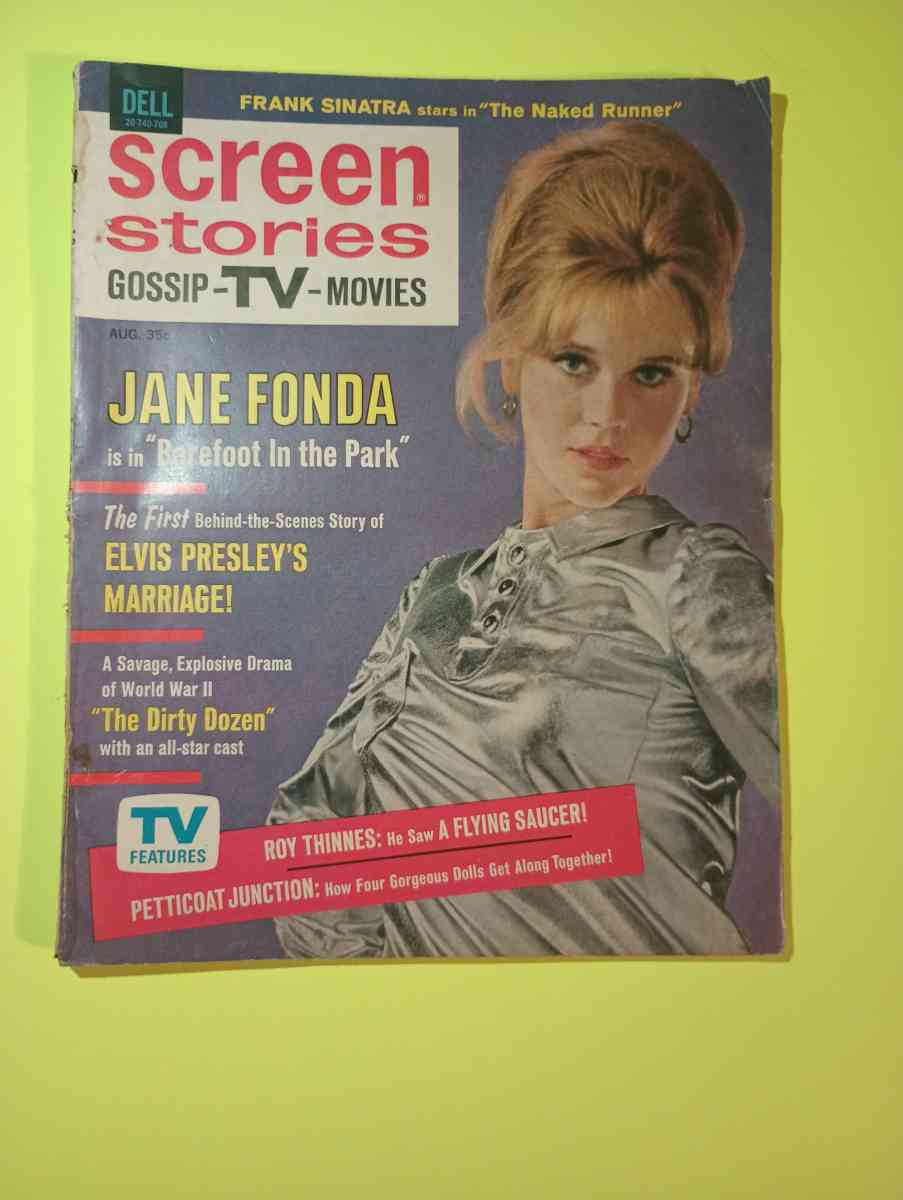 DELL
20-740-708
FRANK SINATRA stars in "The Naked Runner"
screen®
stories
GOSSIP-TV-MOVIES
AUG. 35¢
JANE FONDA
is in "Barefoot In the Park"
The First Behind-the-Scenes Story of
ELVIS PRESLEY'S
MARRIAGE!
A Savage, Explosive Drama
of World War II
"The Dirty Dozen"
with an all-star cast
TV
FEATURES
ROY THINNES: He Saw A FLYING SAUCER!
PETTICOAT JUNCTION: How Four Gorgeous Dolls Get Along Together!